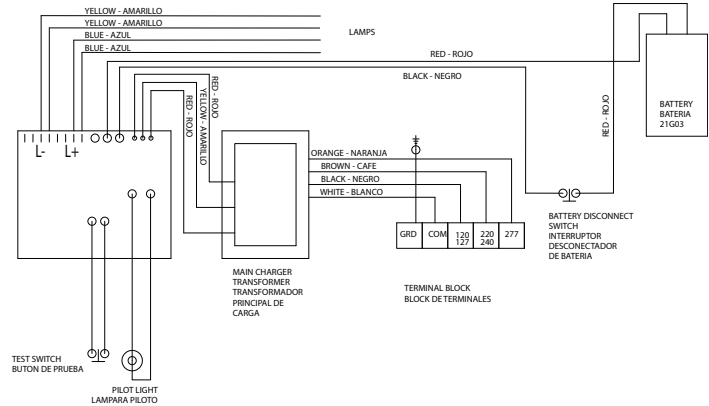 YELLOW - AMARILLO
YELLOW - AMARILLO
BLUE - AZUL
BLUE - AZUL
LAMPS
RED - ROJO
BLACK - NEGRO
RED - ROJO
YELLOW - AMARILLO
RED - ROJO
RED - ROJO
BATTERY
BATERIA
21G03
L-
L+
ORANGE - NARANJA
BROWN - CAFE
BLACK - NEGRO
WHITE - BLANCO
GRD
COM
120
127
220
240
277
BATTERY DISCONNECT
SWITCH
INTERRUPTOR
DESCONECTADOR
DE BATERIA
MAIN CHARGER
TRANSFORMER
TRANSFORMADOR
PRINCIPAL DE
CARGA
TERMINAL BLOCK
BLOCK DE TERMINALES
TEST SWITCH
BUTON DE PRUEBA
PILOT LIGHT
LAMPARA PILOTO